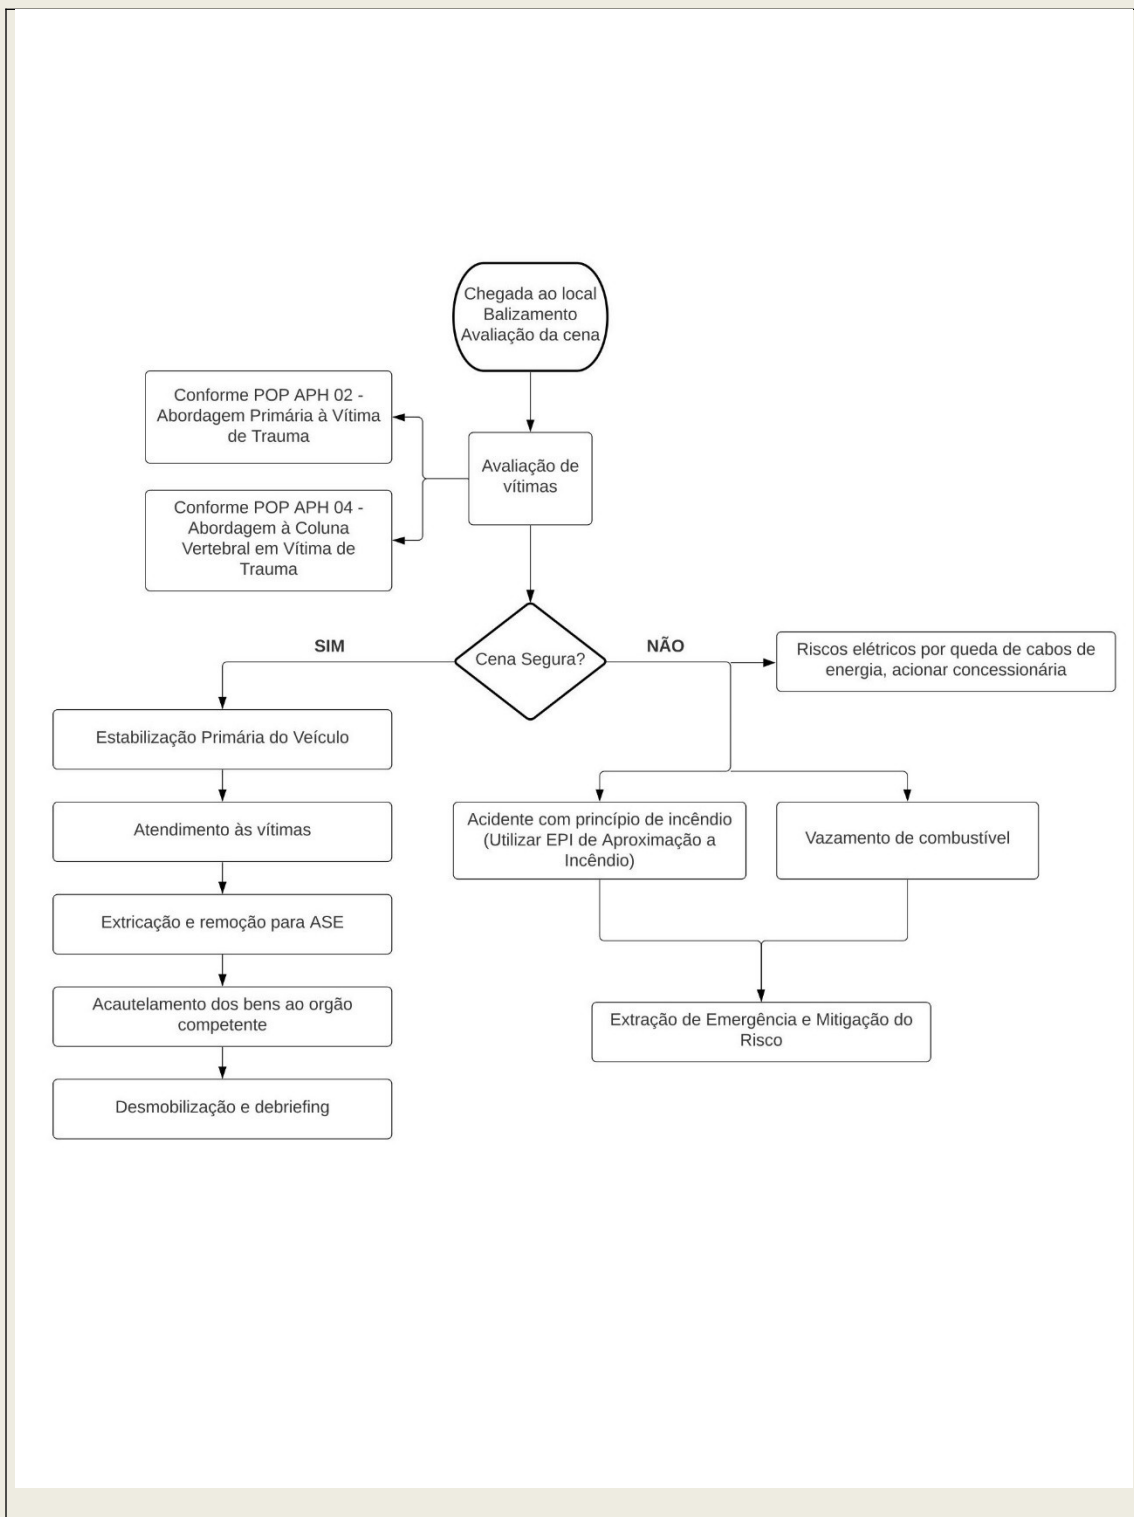 Chegada ao local
Balizamento
Avaliação da cena
Conforme POP APH 02 -
Abordagem Primária à Vítima
de Trauma
Avaliação de
vítimas
Conforme POP APH 04 -
Abordagem à Coluna
Vertebral em Vítima de
Trauma
SIM
Cena Segura?
NÃO
Riscos elétricos por queda de cabos de
energia, acionar concessionária
Estabilização Primária do Veículo
Atendimento às vítimas
Extricação e remoção para ASE
Acautelamento dos bens ao orgão
competente
Desmobilização e debriefing
Acidente com princípio de incêndio
(Utilizar EPI de Aproximação a
Incêndio)
Vazamento de combustível
Extração de Emergência e Mitigação do
Risco